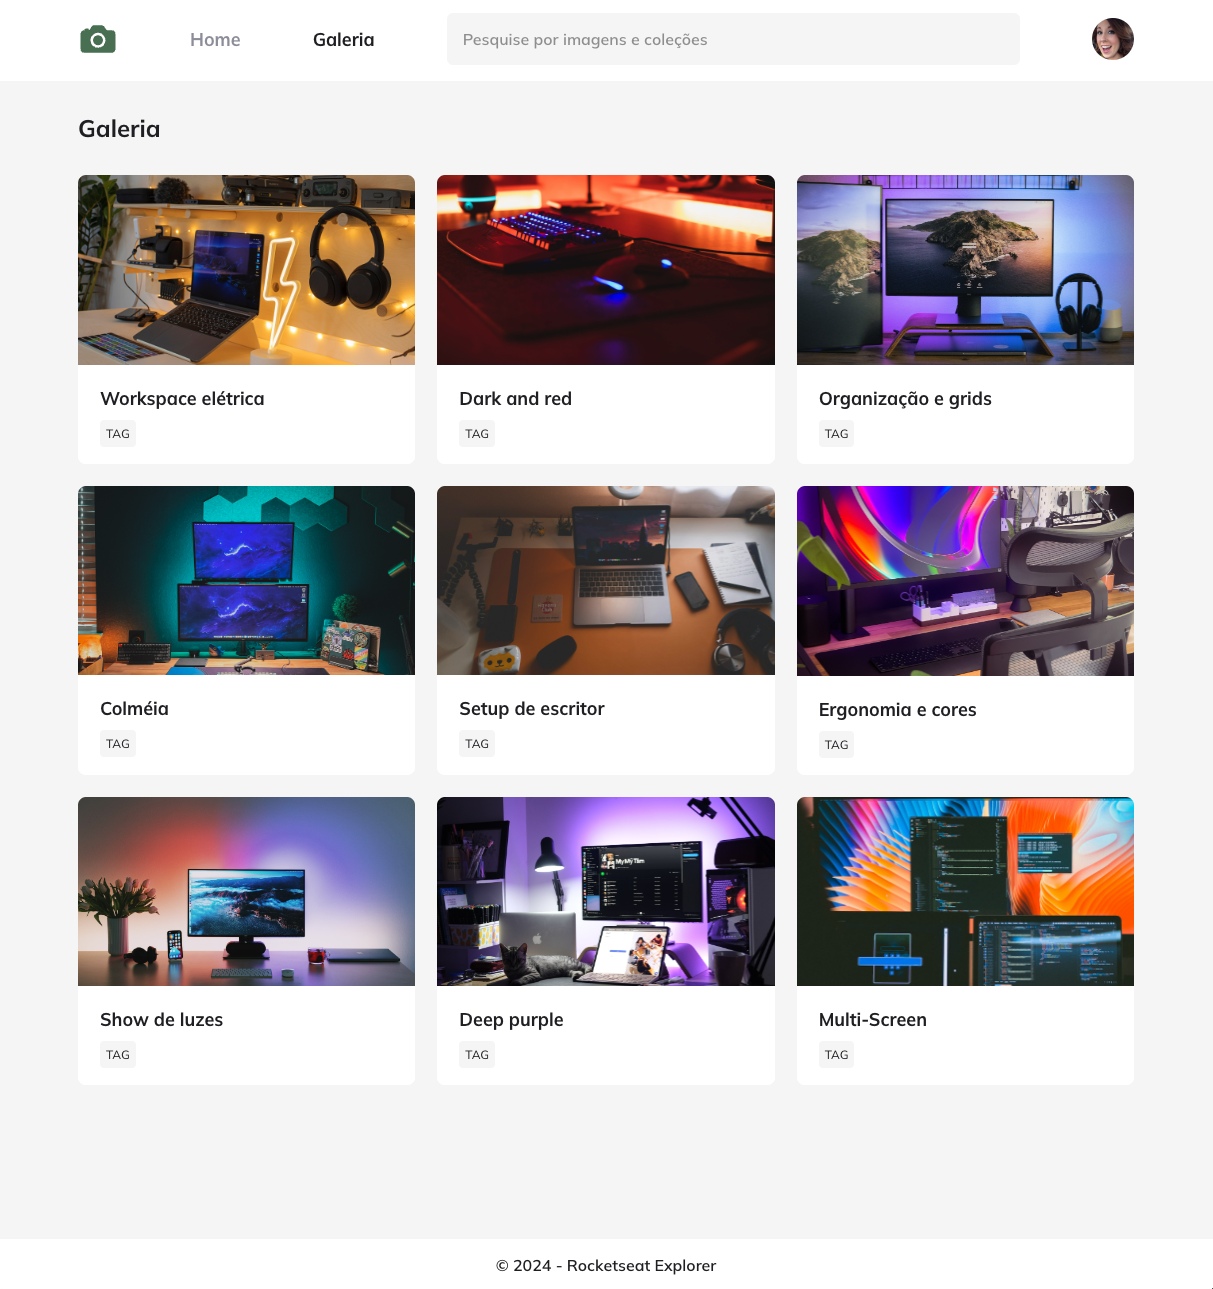 Home
Galeria
Pesquise por imagens e coleções
Galeria
Workspace elétrica
TAG
Dark and red
TAG
Organização e grids
TAG
Colméia
TAG
Setup de escritor
TAG
Ergonomia e cores
TAG
Show de luzes
TAG
Deep purple
TAG
Multi-Screen
TAG
© 2024 - Rocketseat Explorer